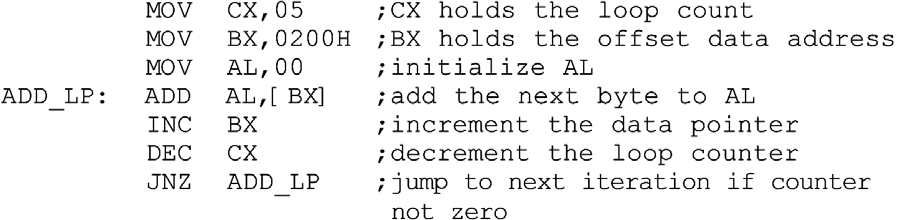 MOV CX,05 ;CX holds the loop count
MOV BX,0200H ;BX holds the offset data address
MOV AL,00 ;initialize AL
ADD_LP: ADD AL,[ BX] ;add the next byte to AL
INC BX ;increment the data pointer
DEC CX ;decrement the loop counter
JNZ ADD_LP ;jump to next iteration if counter
not zero